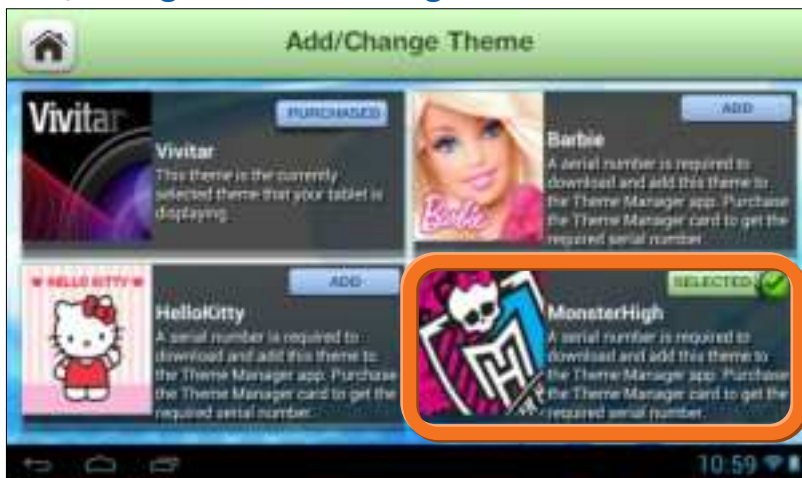 Add/Change Theme
Vivitar
PURCHASED
Vivitar
This theme is the currently
selected theme that your tablet is
displaying.
Barbie
ADD
Barbie
A serial number is required to
download and add this theme to
the Theme Manager app. Purchase
the Theme Manager card to get the
required serial number.
HELLO KITTY
ADD
HelloKitty
A serial number is required to
download and add this theme to
the Theme Manager app. Purchase
the Theme Manager card to get the
required serial number.
SELECTED
MonsterHigh
A serial number is required to
download and add this theme to
the Theme Manager app. Purchase
the Theme Manager card to get the
required serial number.
10:59